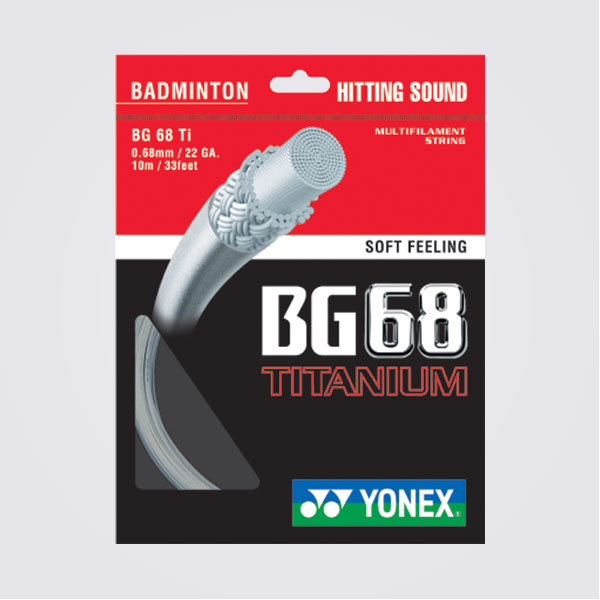 BADMINTON
HITTING SOUND
BG 68 Ti
0.68mm / 22 GA.
10m / 33feet
MULTIFILAMENT
STRING
SOFT FEELING
BG68
TITANIUM
YONEX